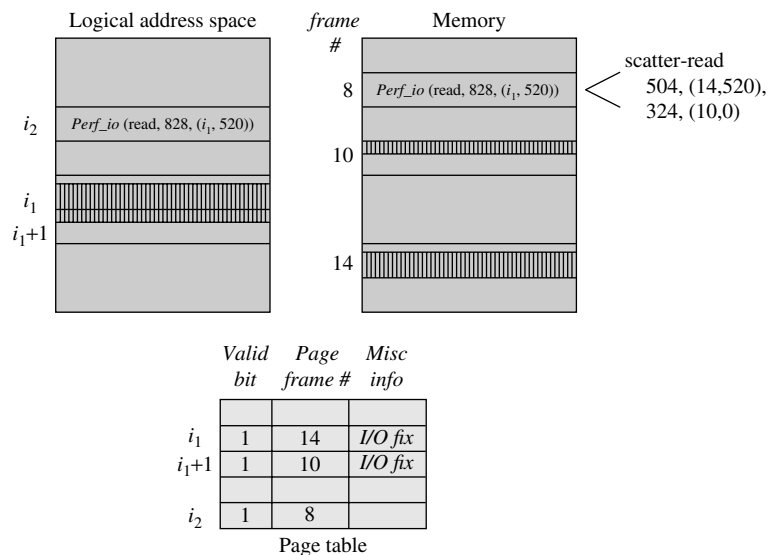 Logical address space
frame
#
Memory
scatter-read
504, (14,520),
324, (10,0)
8
Perf_io (read, 828, (i1, 520))
i2
Perf_io (read, 828, (i1, 520))
10
i1
i1+1
14
Valid
bit
Page
frame #
Misc
info
i1 1 14 I/O fix
i1+1 1 10 I/O fix
i2 1 8
Page table